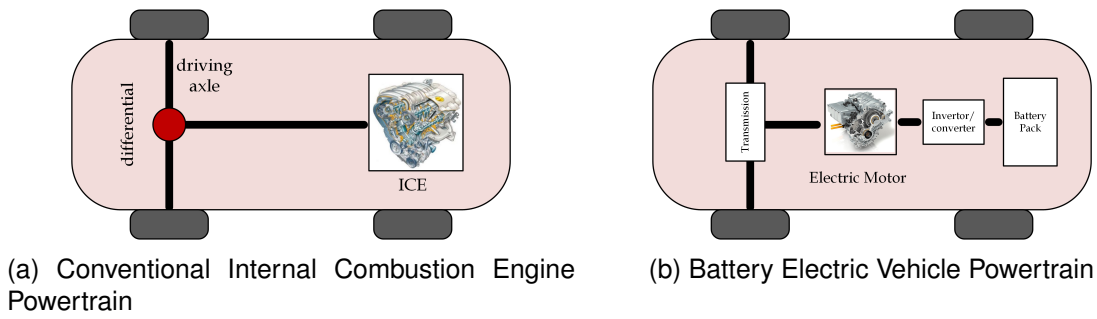 driving
axle
differential
ICE
(a) Conventional Internal Combustion Engine
Powertrain
Transmission
Invertor/
converter
Battery
Pack
Electric Motor
(b) Battery Electric Vehicle Powertrain